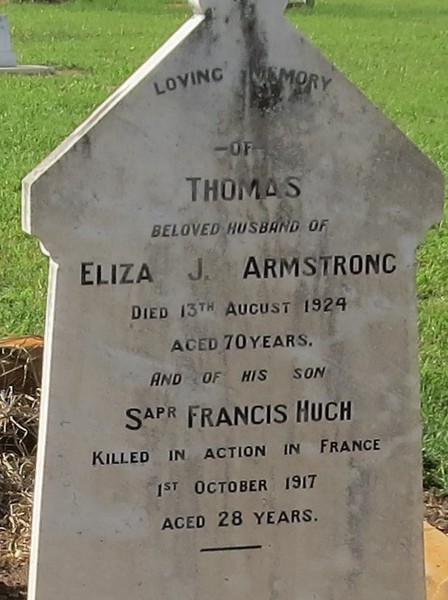 LOVING MEMORY
-OF-
THOMAS
BELOVED HUSBAND OF
ELIZA J. ARMSTRONG
DIED 13TH AUGUST 1924
AGED 70 YEARS.
AND OF HIS SON
SAPR FRANCIS HUGH
KILLED IN ACTION IN FRANCE
1ST OCTOBER 1917
AGED 28 YEARS.